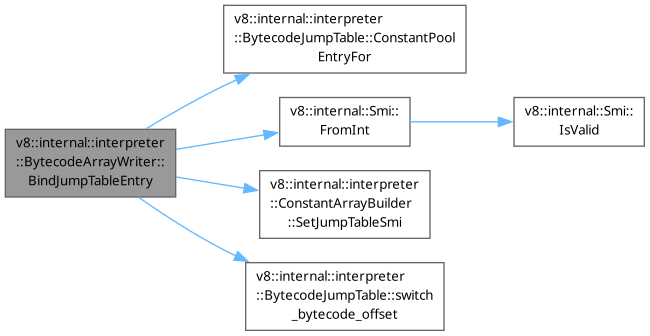 v8::internal::interpreter
::BytecodeArrayWriter::
BindJumpTableEntry
v8::internal::interpreter
::BytecodeJumpTable::ConstantPool
EntryFor
v8::internal::Smi::
FromInt
v8::internal::Smi::
IsValid
v8::internal::interpreter
::ConstantArrayBuilder
::SetJumpTableSmi
v8::internal::interpreter
::BytecodeJumpTable::switch
_bytecode_offset